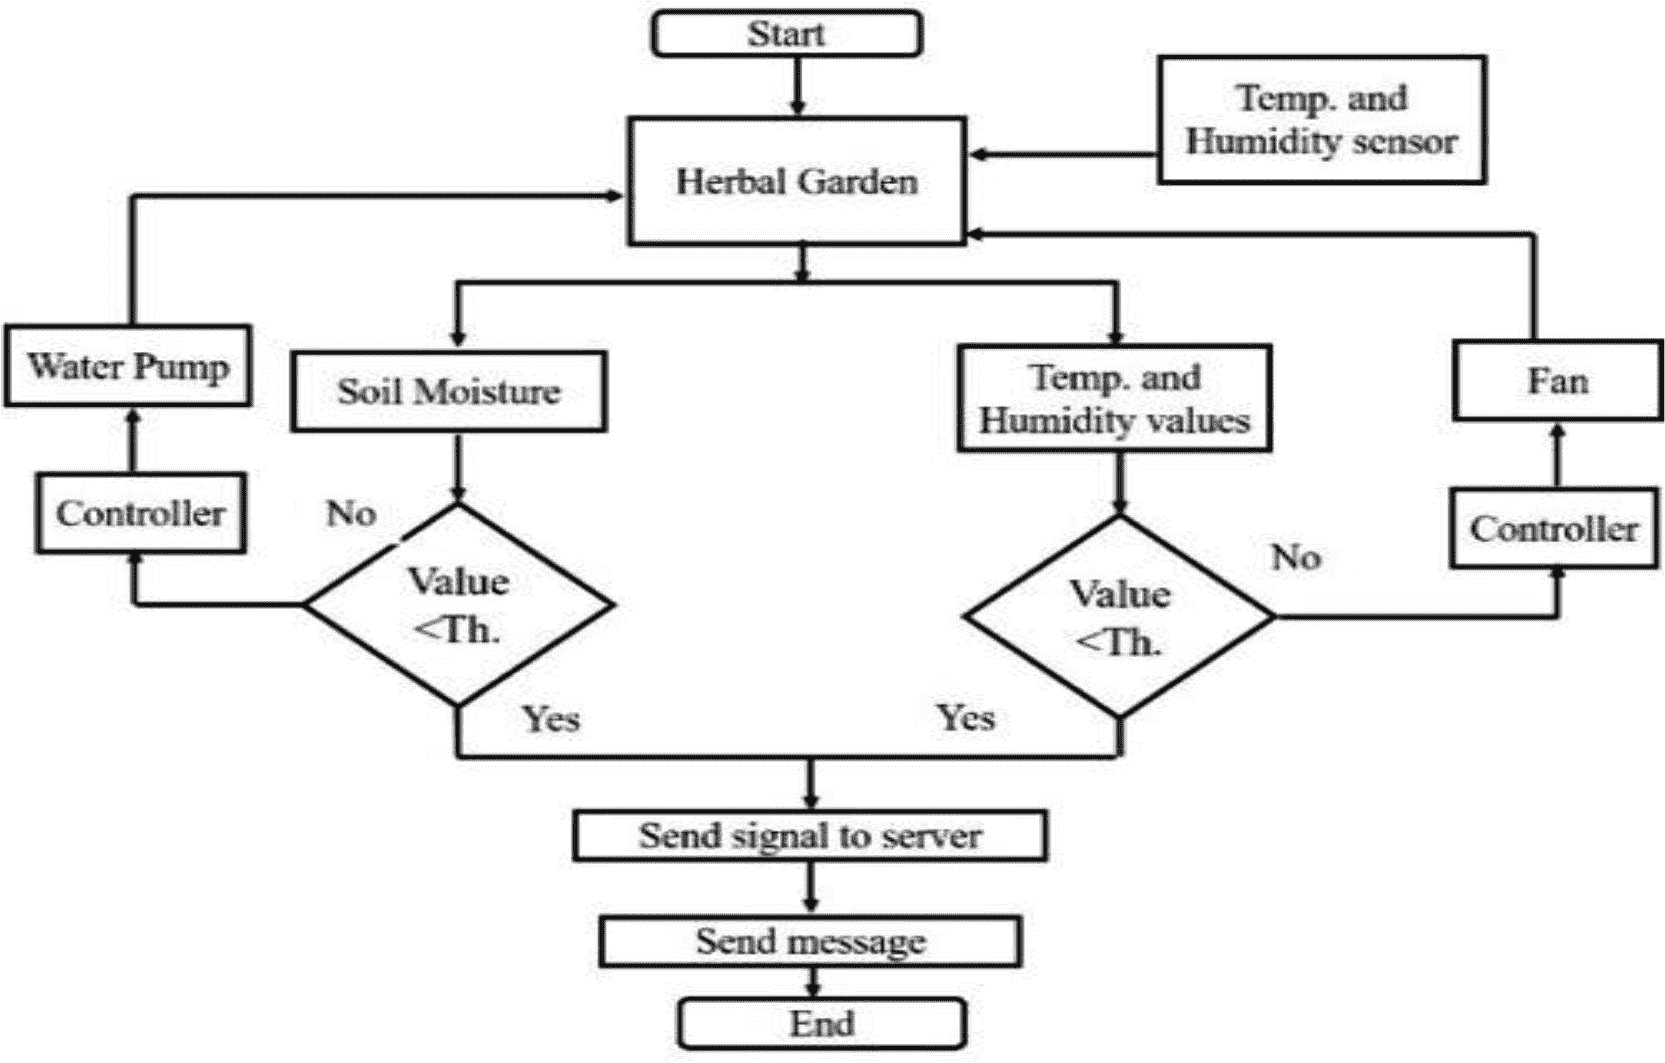 Start
Temp. and
Humidity sensor
Herbal Garden
Water Pump
Soil Moisture
Temp. and
Humidity values
Fan
Controller
No
Controller
No
Value
<Th.
Value
<Th.
Yes
Yes
Send signal to server
Send message
End